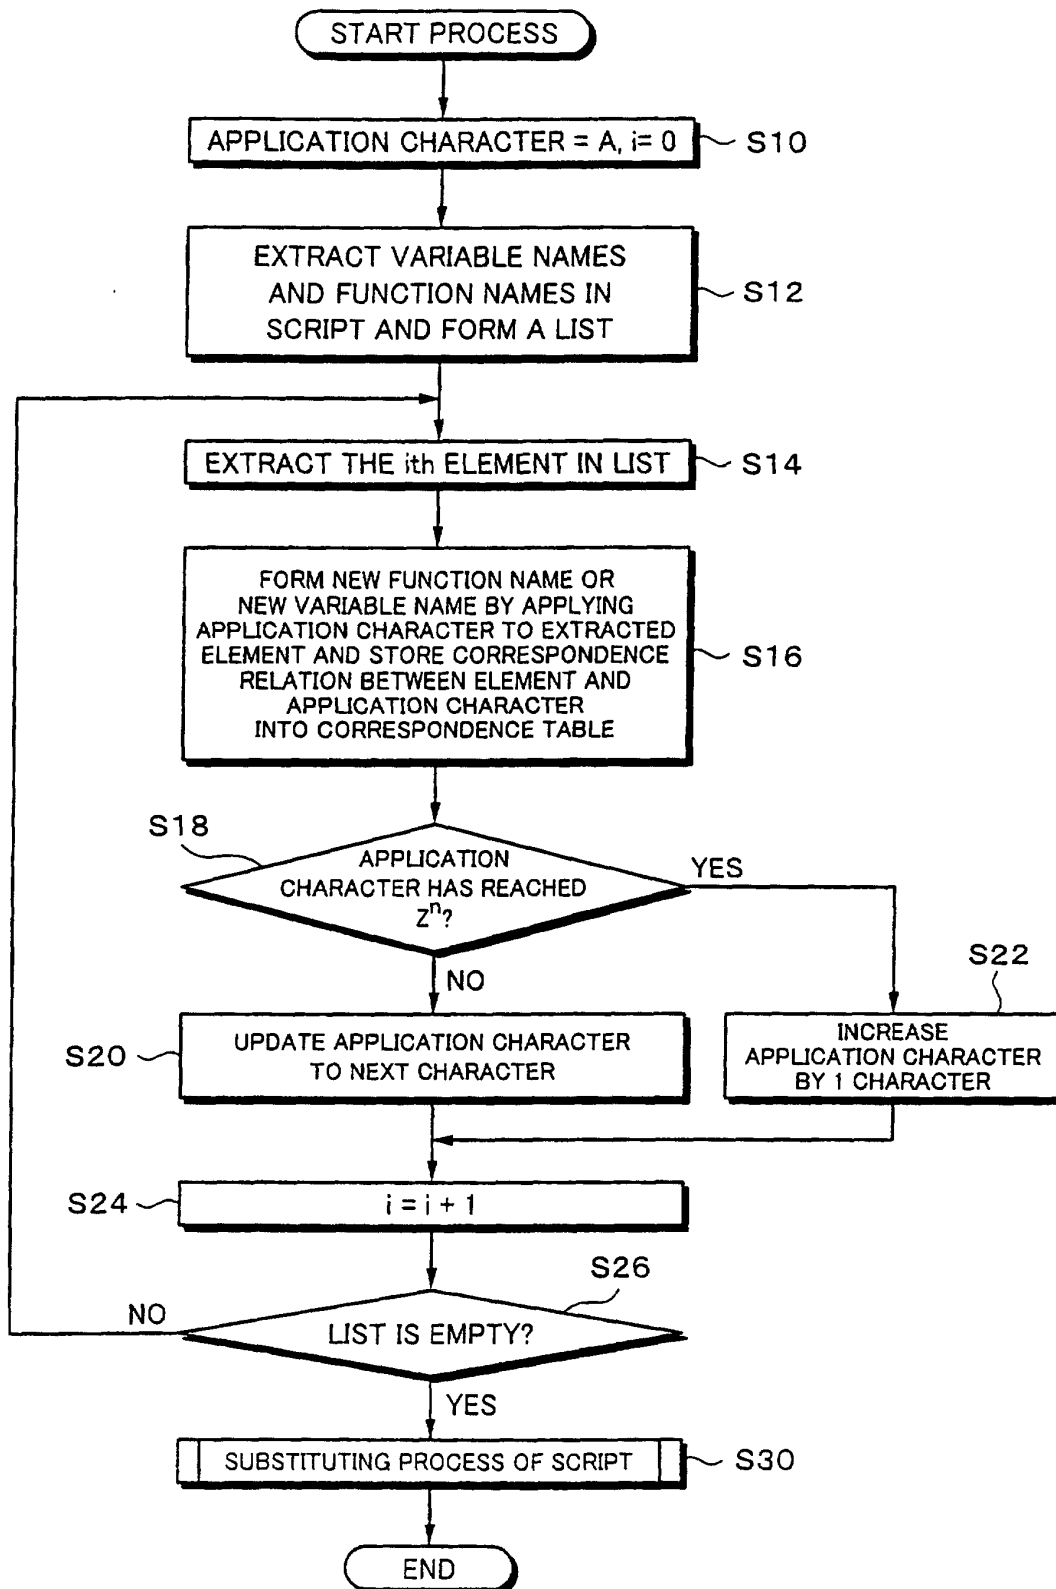 START PROCESS
APPLICATION CHARACTER = A, i= 0
S10
EXTRACT VARIABLE NAMES
AND FUNCTION NAMES IN
SCRIPT AND FORM A LIST
S12
EXTRACT THE ith ELEMENT IN LIST
S14
FORM NEW FUNCTION NAME OR
NEW VARIABLE NAME BY APPLYING
APPLICATION CHARACTER TO EXTRACTED
ELEMENT AND STORE CORRESPONDENCE
RELATION BETWEEN ELEMENT AND
APPLICATION CHARACTER
INTO CORRESPONDENCE TABLE
S16
S18
APPLICATION
CHARACTER HAS REACHED
Zⁿ?
YES
NO
S22
INCREASE
APPLICATION CHARACTER
BY 1 CHARACTER
S20
UPDATE APPLICATION CHARACTER
TO NEXT CHARACTER
S24
i = i + 1
S26
NO
LIST IS EMPTY?
YES
SUBSTITUTING PROCESS OF SCRIPT
S30
END